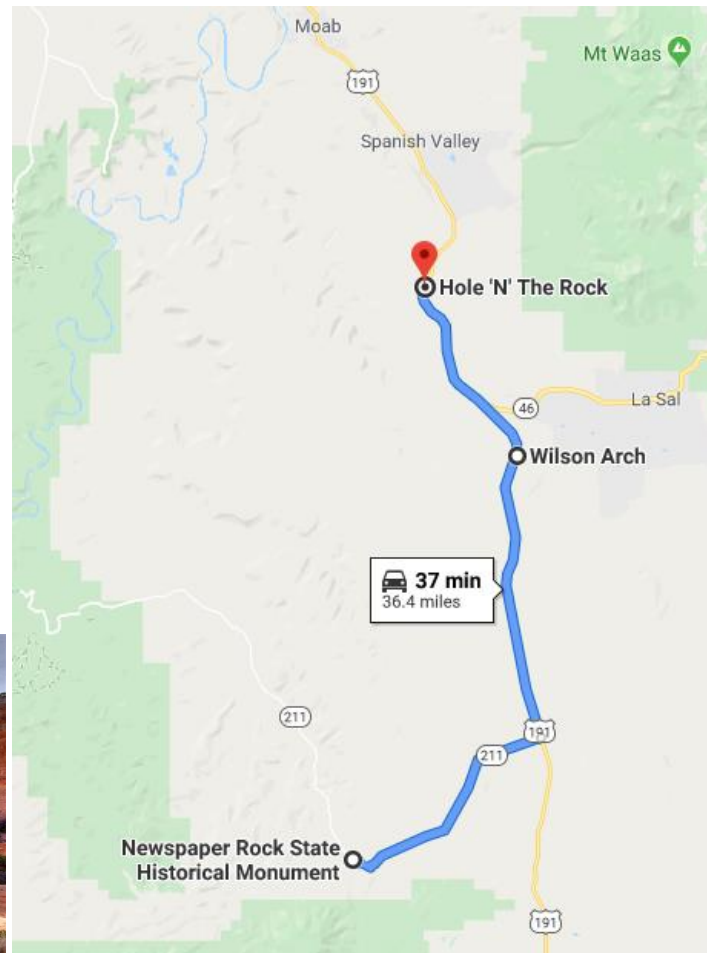 Moab
Mt Waas
191
Spanish Valley
Hole 'N' The Rock
46
La Sal
Wilson Arch
37 min
36.4 miles
211
191
211
Newspaper Rock State
Historical Monument
191